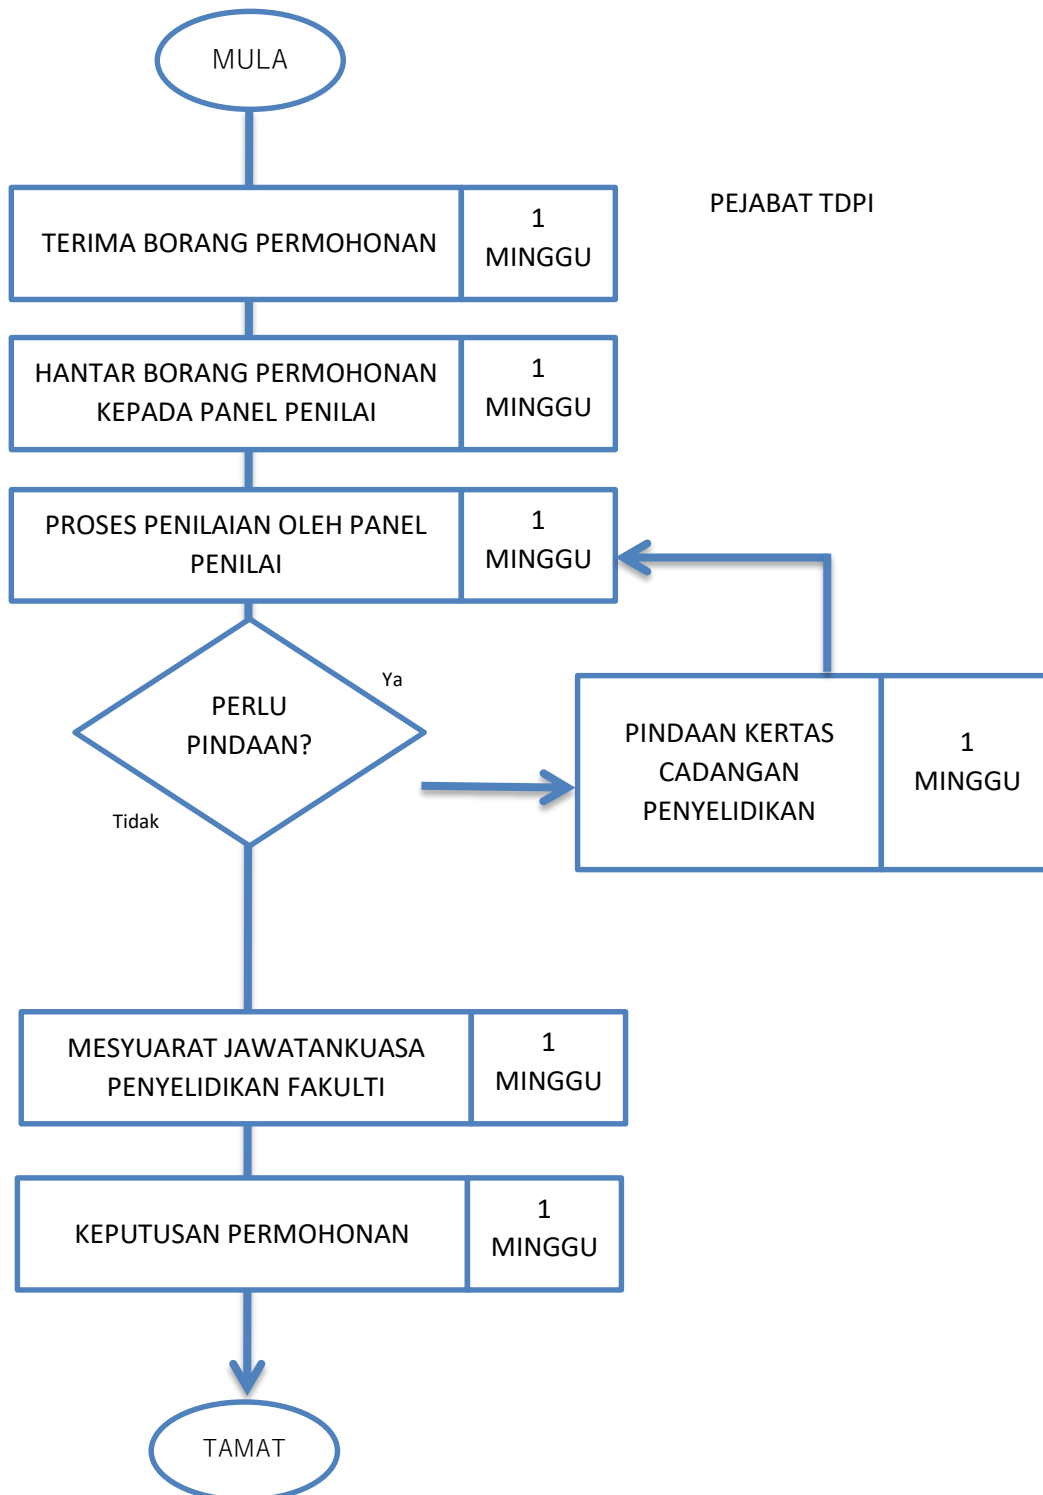 MULA
PEJABAT TDPI
TERIMA BORANG PERMOHONAN
1
MINGGU
HANTAR BORANG PERMOHONAN
KEPADA PANEL PENILAI
1
MINGGU
PROSES PENILAIAN OLEH PANEL
PENILAI
1
MINGGU
Ya
PERLU
PINDAAN?
Tidak
PINDAAN KERTAS
CADANGAN
PENYELIDIKAN
1
MINGGU
MESYUARAT JAWATANKUASA
PENYELIDIKAN FAKULTI
1
MINGGU
KEPUTUSAN PERMOHONAN
1
MINGGU
TAMAT